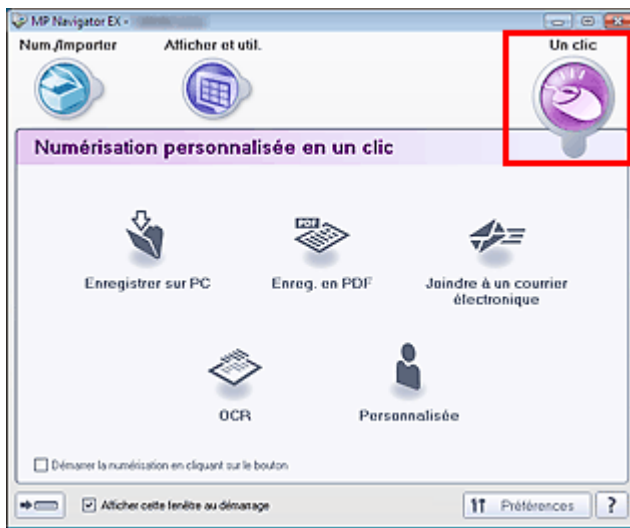 MP Navigator EX -
Num./Importer
Afficher et util.
Un clic
Numérisation personnalisée en un clic
Enregistrer sur PC
PDF
Enreg. en PDF
Joindre à un courrier
électronique
OCR
Personnalisée
Démarrer la numérisation en cliquant sur le bouton
Afficher cette fenêtre au démarrage
Préférences
?